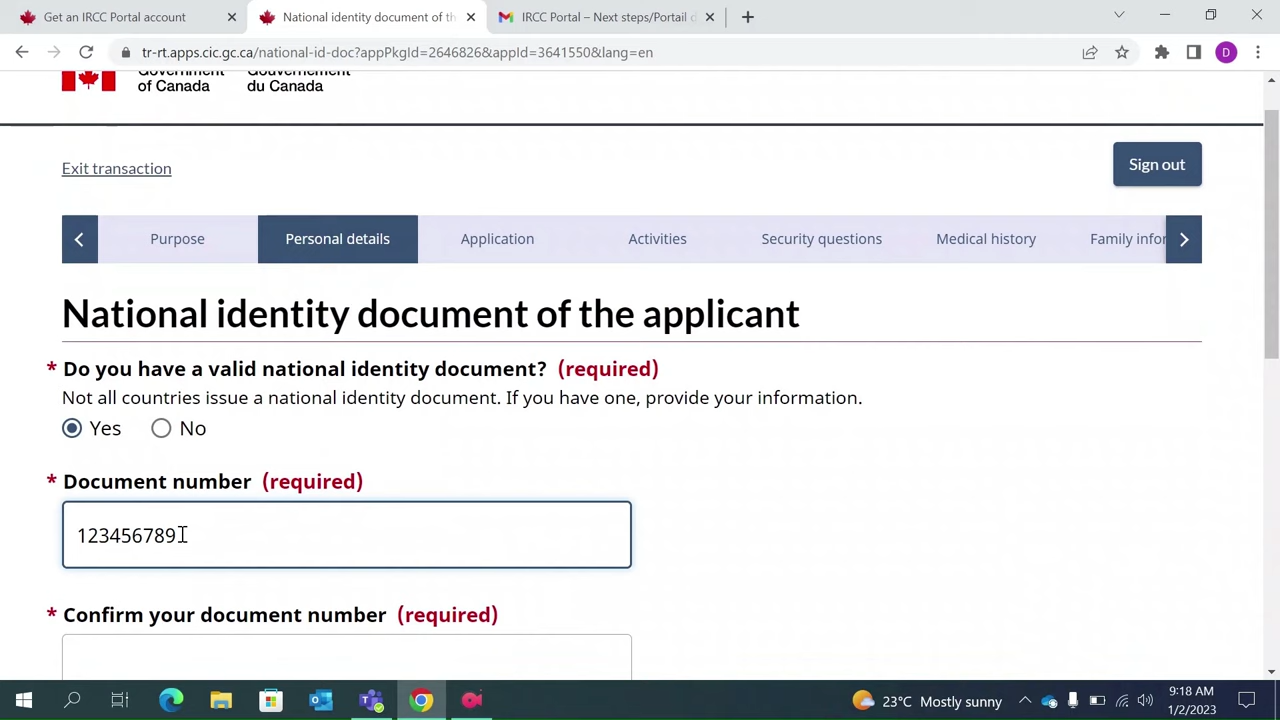 Get an IRCC Portal account
National identity document of th
IRCC Portal – Next steps/Portail d
tr-rt.apps.cic.gc.ca/national-id-doc?appPkgId=2646826&appId=3641550&lang=en
D
Government
of Canada
Gouvernement
du Canada
Exit transaction
Sign out
Purpose
Personal details
Application
Activities
Security questions
Medical history
Family infor
National identity document of the applicant
* Do you have a valid national identity document? (required)
Not all countries issue a national identity document. If you have one, provide your information.
Yes
No
* Document number (required)
123456789
* Confirm your document number (required)
23°C Mostly sunny
9:18 AM
1/2/2023